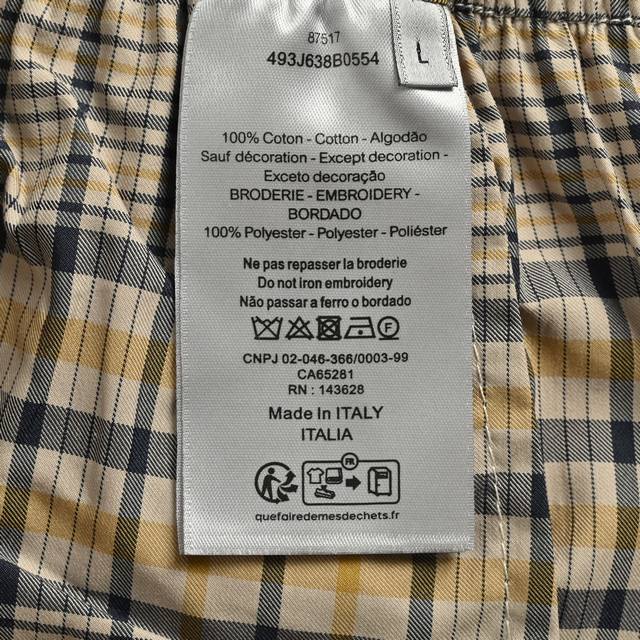 87517
493J638B0554
L
100% Coton - Cotton - Algodão
Sauf décoration - Except decoration -
Exceto decoração
BRODERIE - EMBROIDERY -
BORDADO
100% Polyester - Polyester - Poliéster
Ne pas repasser la broderie
Do not iron embroidery
Não passar a ferro o bordado
F
CNPJ 02-046-366/0003-99
CA65281
RN : 143628
Made In ITALY
ITALIA
FR
quefairedemesdechets.fr